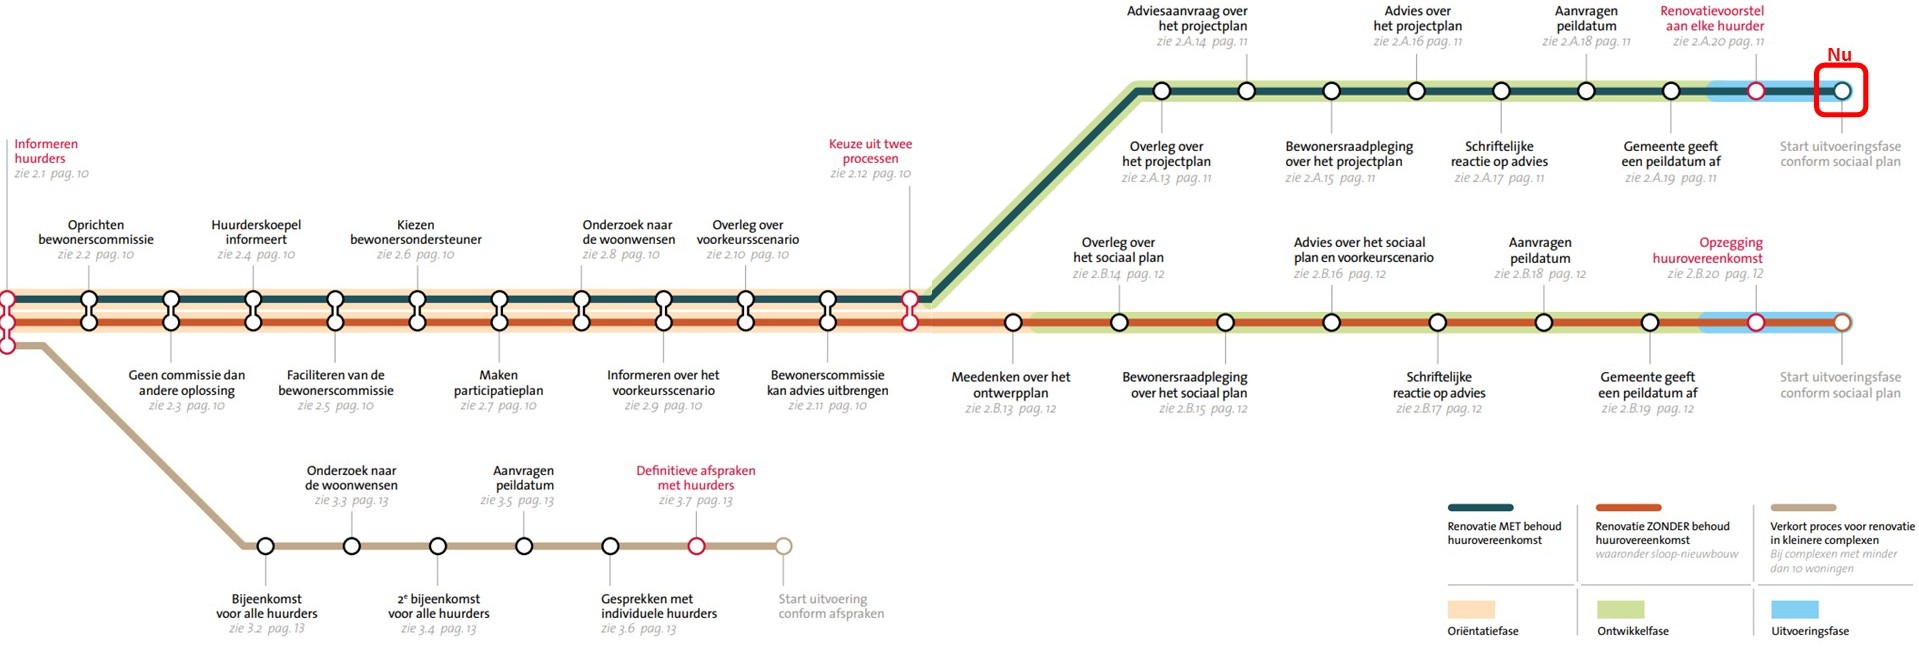 Adviesaanvraag over
het projectplan
zie 2.A.14 pag. 11
Advies over
het projectplan
zie 2.A.16 pag. 11
Aanvragen
peildatum
zie 2.A.18 pag. 11
Renovatievoorstel
aan elke huurder
zie 2.A.20 pag. 11
Nu
Overleg over
het projectplan
zie 2.A.13 pag. 11
Bewonersraadpleging
over het projectplan
zie 2.A.15 pag. 11
Schriftelijke
reactie op advies
zie 2.A.17 pag. 11
Gemeente geeft
een peildatum af
zie 2.A.19 pag. 11
Start uitvoeringsfase
conform sociaal plan
Informeren
huurders
zie 2.1 pag. 10
Keuze uit twee
processen
zie 2.12 pag. 10
Oprichten
bewonerscommissie
zie 2.2 pag. 10
Huurderskoepel
informeert
zie 2.4 pag. 10
Kiezen
bewonersondersteuner
zie 2.6 pag. 10
Onderzoek naar
de woonwensen
zie 2.8 pag. 10
Overleg over
voorkeursscenario
zie 2.10 pag. 10
Overleg over
het sociaal plan
zie 2.B.14 pag. 12
Advies over het sociaal
plan en voorkeurscenario
zie 2.B.16 pag. 12
Aanvragen
peildatum
zie 2.B.18 pag. 12
Opzegging
huurovereenkomst
zie 2.B.20 pag. 12
Geen commissie dan
andere oplossing
zie 2.3 pag. 10
Faciliteren van de
bewonerscommissie
zie 2.5 pag. 10
Maken
participatieplan
zie 2.7 pag. 10
Informeren over het
voorkeursscenario
zie 2.9 pag. 10
Bewonerscommissie
kan advies uitbrengen
zie 2.11 pag. 10
Meedenken over het
ontwerpplan
zie 2.B.13 pag. 12
Bewonersraadpleging
over het sociaal plan
zie 2.B.15 pag. 12
Schriftelijke
reactie op advies
zie 2.B.17 pag. 12
Gemeente geeft
een peildatum af
zie 2.B.19 pag. 12
Start uitvoeringsfase
conform sociaal plan
Onderzoek naar
de woonwensen
zie 3.3 pag. 13
Aanvragen
peildatum
zie 3.5 pag. 13
Definitieve afspraken
met huurders
zie 3.7 pag. 13
Bijeenkomst
voor alle huurders
zie 3.2 pag. 13
2e bijeenkomst
voor alle huurders
zie 3.4 pag. 13
Gesprekken met
individuele huurders
zie 3.6 pag. 13
Start uitvoering
conform afspraken
Renovatie MET behoud
huurovereenkomst
Renovatie ZONDER behoud
huurovereenkomst
waaronder sloop-nieuwbouw
Verkort proces voor renovatie
in kleinere complexen
Bij complexen met minder
dan 10 woningen
Oriëntatiefase
Ontwikkelfase
Uitvoeringsfase